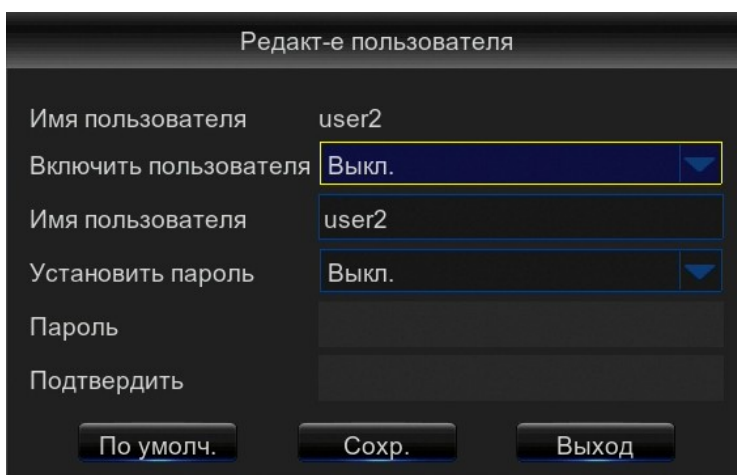 Редакт-е пользователя
Имя пользователя user2
Включить пользователя Выкл.
Имя пользователя user2
Установить пароль Выкл.
Пароль
Подтвердить
По умолч. Сохр. Выход